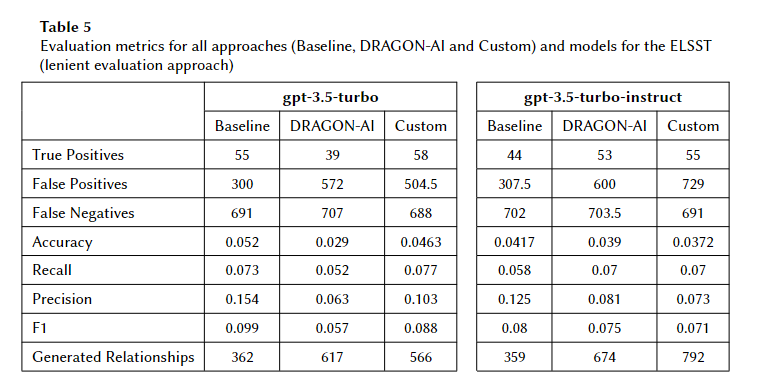 Table 5
Evaluation metrics for all approaches (Baseline, DRAGON-AI and Custom) and models for the ELSST
(lenient evaluation approach)
gpt-3.5-turbo gpt-3.5-turbo-instruct
Baseline DRAGON-AI Custom Baseline DRAGON-AI Custom
True Positives 55 39 58 44 53 55
False Positives 300 572 504.5 307.5 600 729
False Negatives 691 707 688 702 703.5 691
Accuracy 0.052 0.029 0.0463 0.0417 0.039 0.0372
Recall 0.073 0.052 0.077 0.058 0.07 0.07
Precision 0.154 0.063 0.103 0.125 0.081 0.073
F1 0.099 0.057 0.088 0.08 0.075 0.071
Generated Relationships 362 617 566 359 674 792